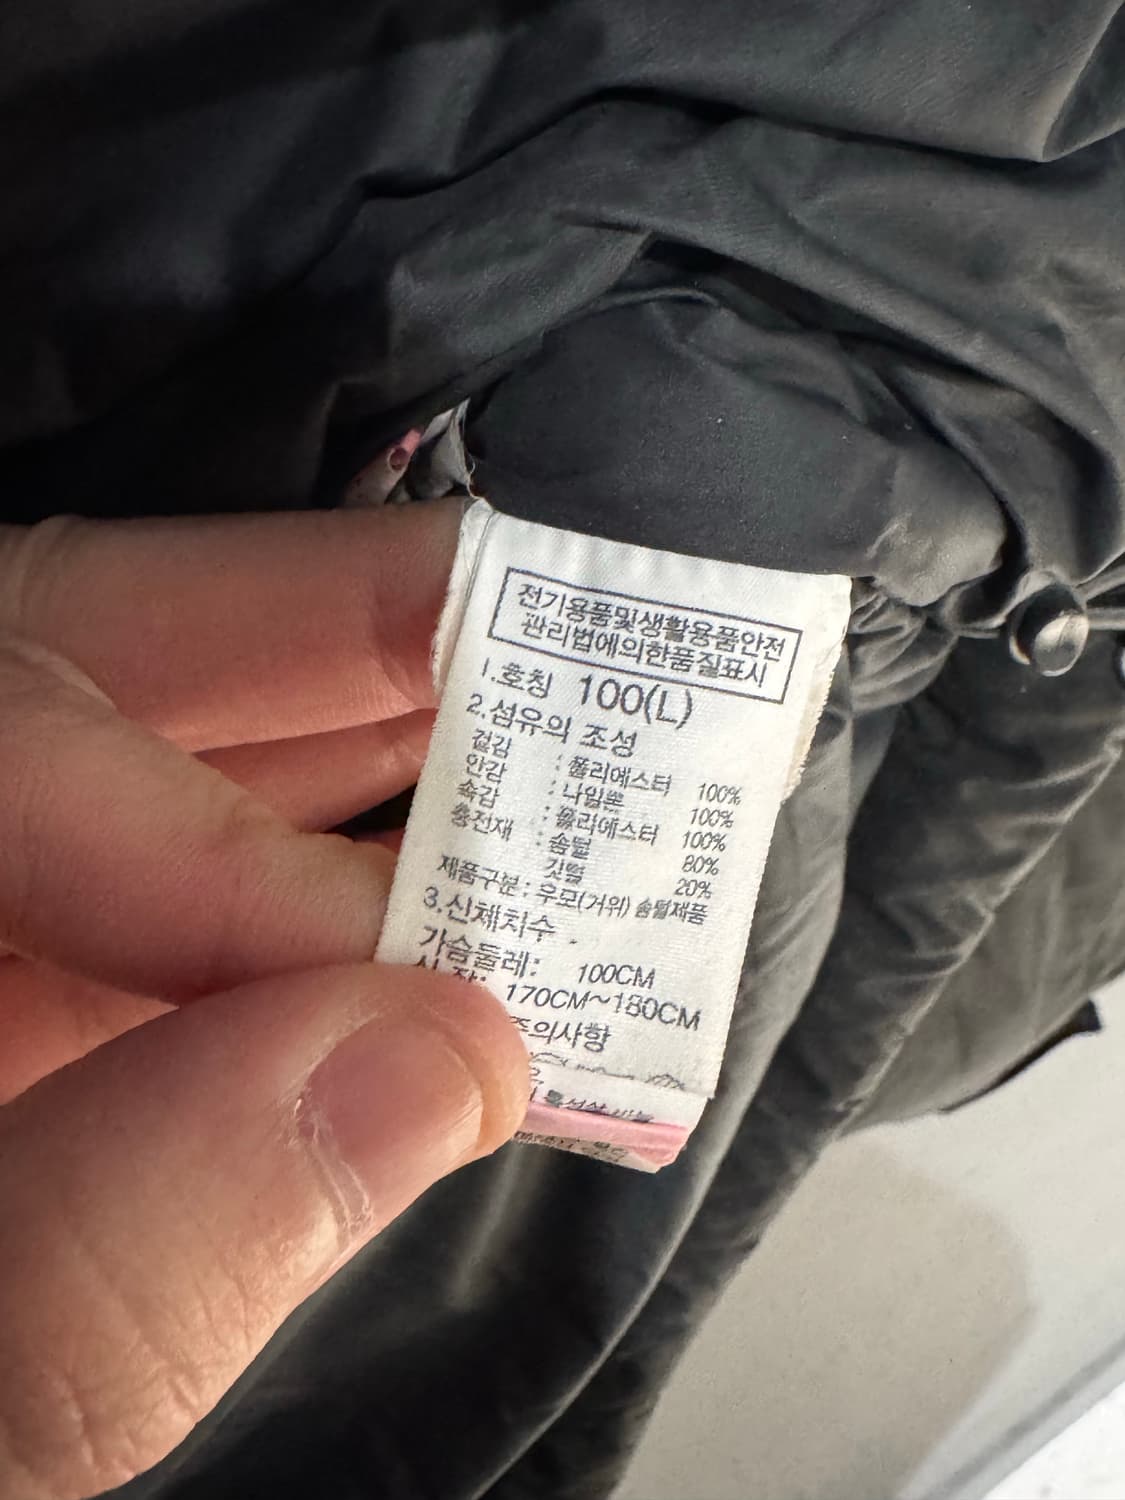 전기용품및생활용품안전
관리법에의한품질표시
1.호칭 100(L)
2.섬유의 조성
겉감 : 폴리에스터 100%
안감 : 나일론 100%
속감 : 폴리에스터 100%
충전재 : 솜털 80%
깃털 20%
제품구분 : 우모(거위) 솜털제품
3.신체치수
가슴둘레: 100CM
170CM~180CM
주의사항